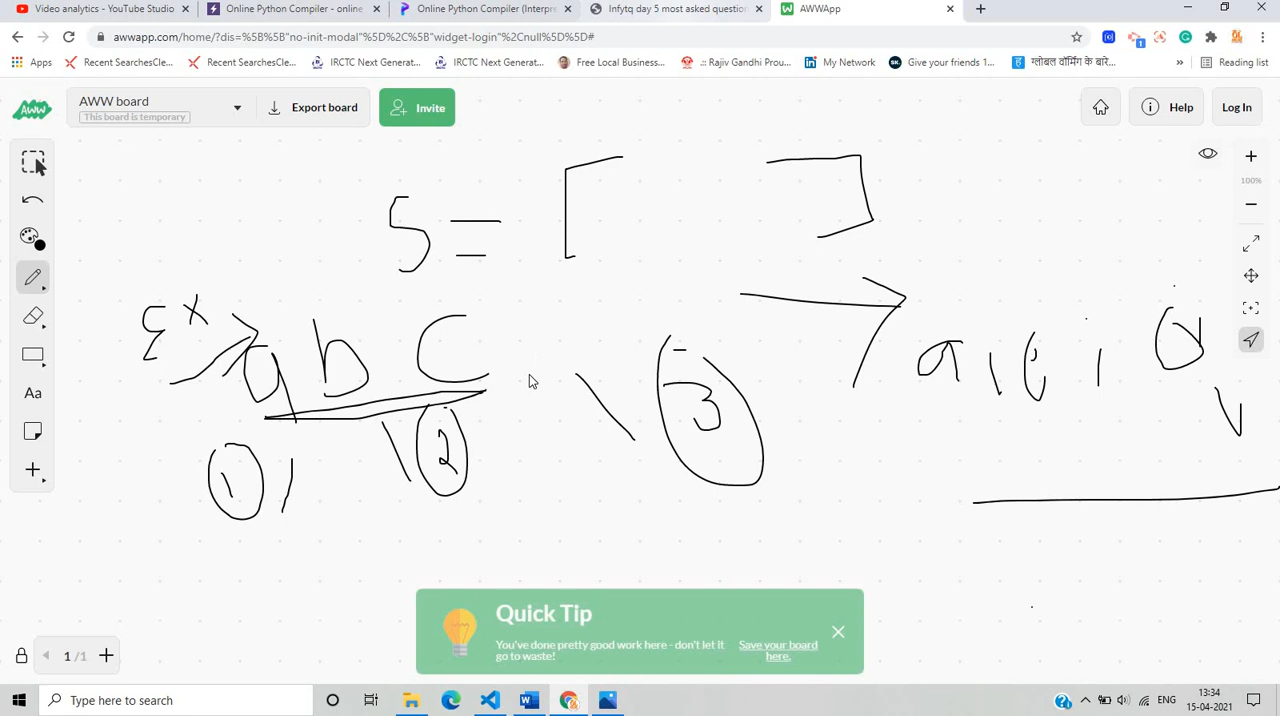 Video analytics - YouTube Studio
Online Python Compiler - online
Online Python Compiler (Interpre
Infytq day 5 most asked question
AWWApp
awwapp.com/home/?dis=%5B%5B"no-init-modal"%5D%2C%5B"widget-login"%2Cnull%5D%5D#
Apps
Recent SearchesCle...
Recent SearchesCle...
IRCTC Next Generat...
IRCTC Next Generat...
Free Local Business...
.:: Rajiv Gandhi Prou...
My Network
Give your friends 1...
ग्लोबल वॉर्मिंग के बारे...
Reading list
AWW board
This board is temporary
Export board
Invite
Help
Log In
100%
S = [ ]
a b c
1 2 3
Aa
Quick Tip
You've done pretty good work here - don't let it
go to waste!
Save your board
here.
1 /1
Type here to search
ENG
13:34
15-04-2021